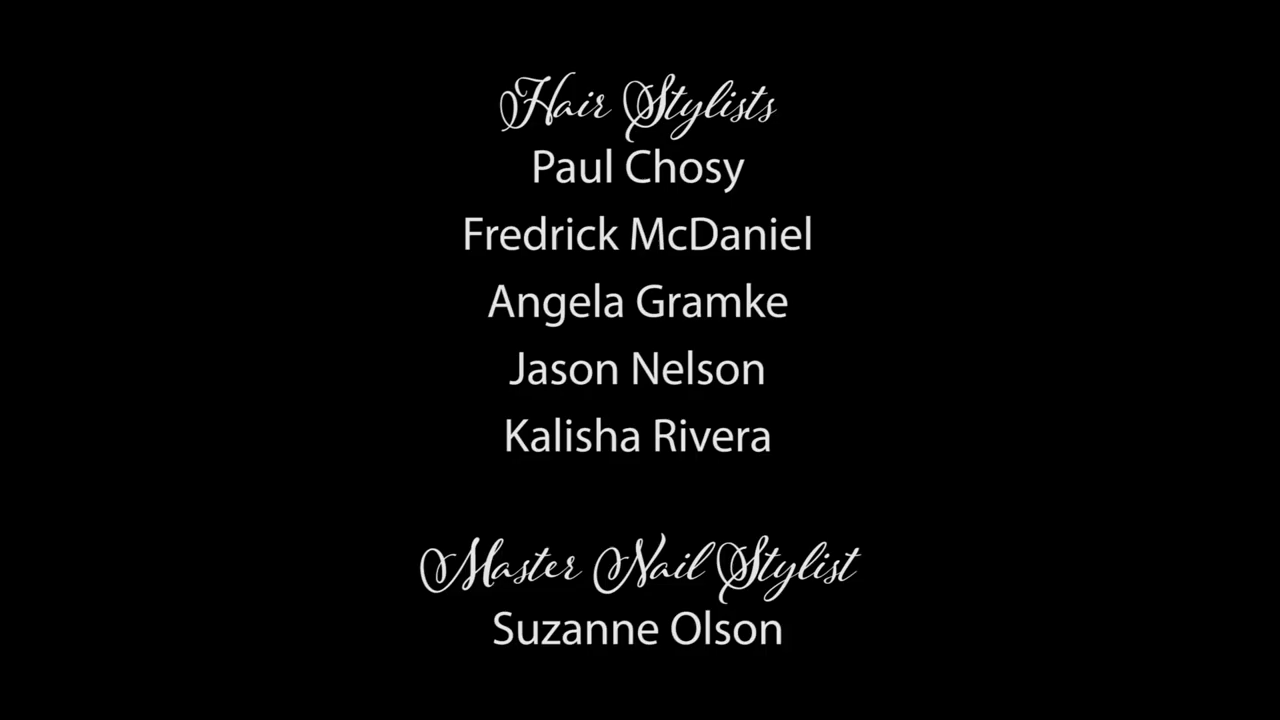 Hair Stylists
Paul Chosy
Fredrick McDaniel
Angela Gramke
Jason Nelson
Kalisha Rivera
Master Nail Stylist
Suzanne Olson